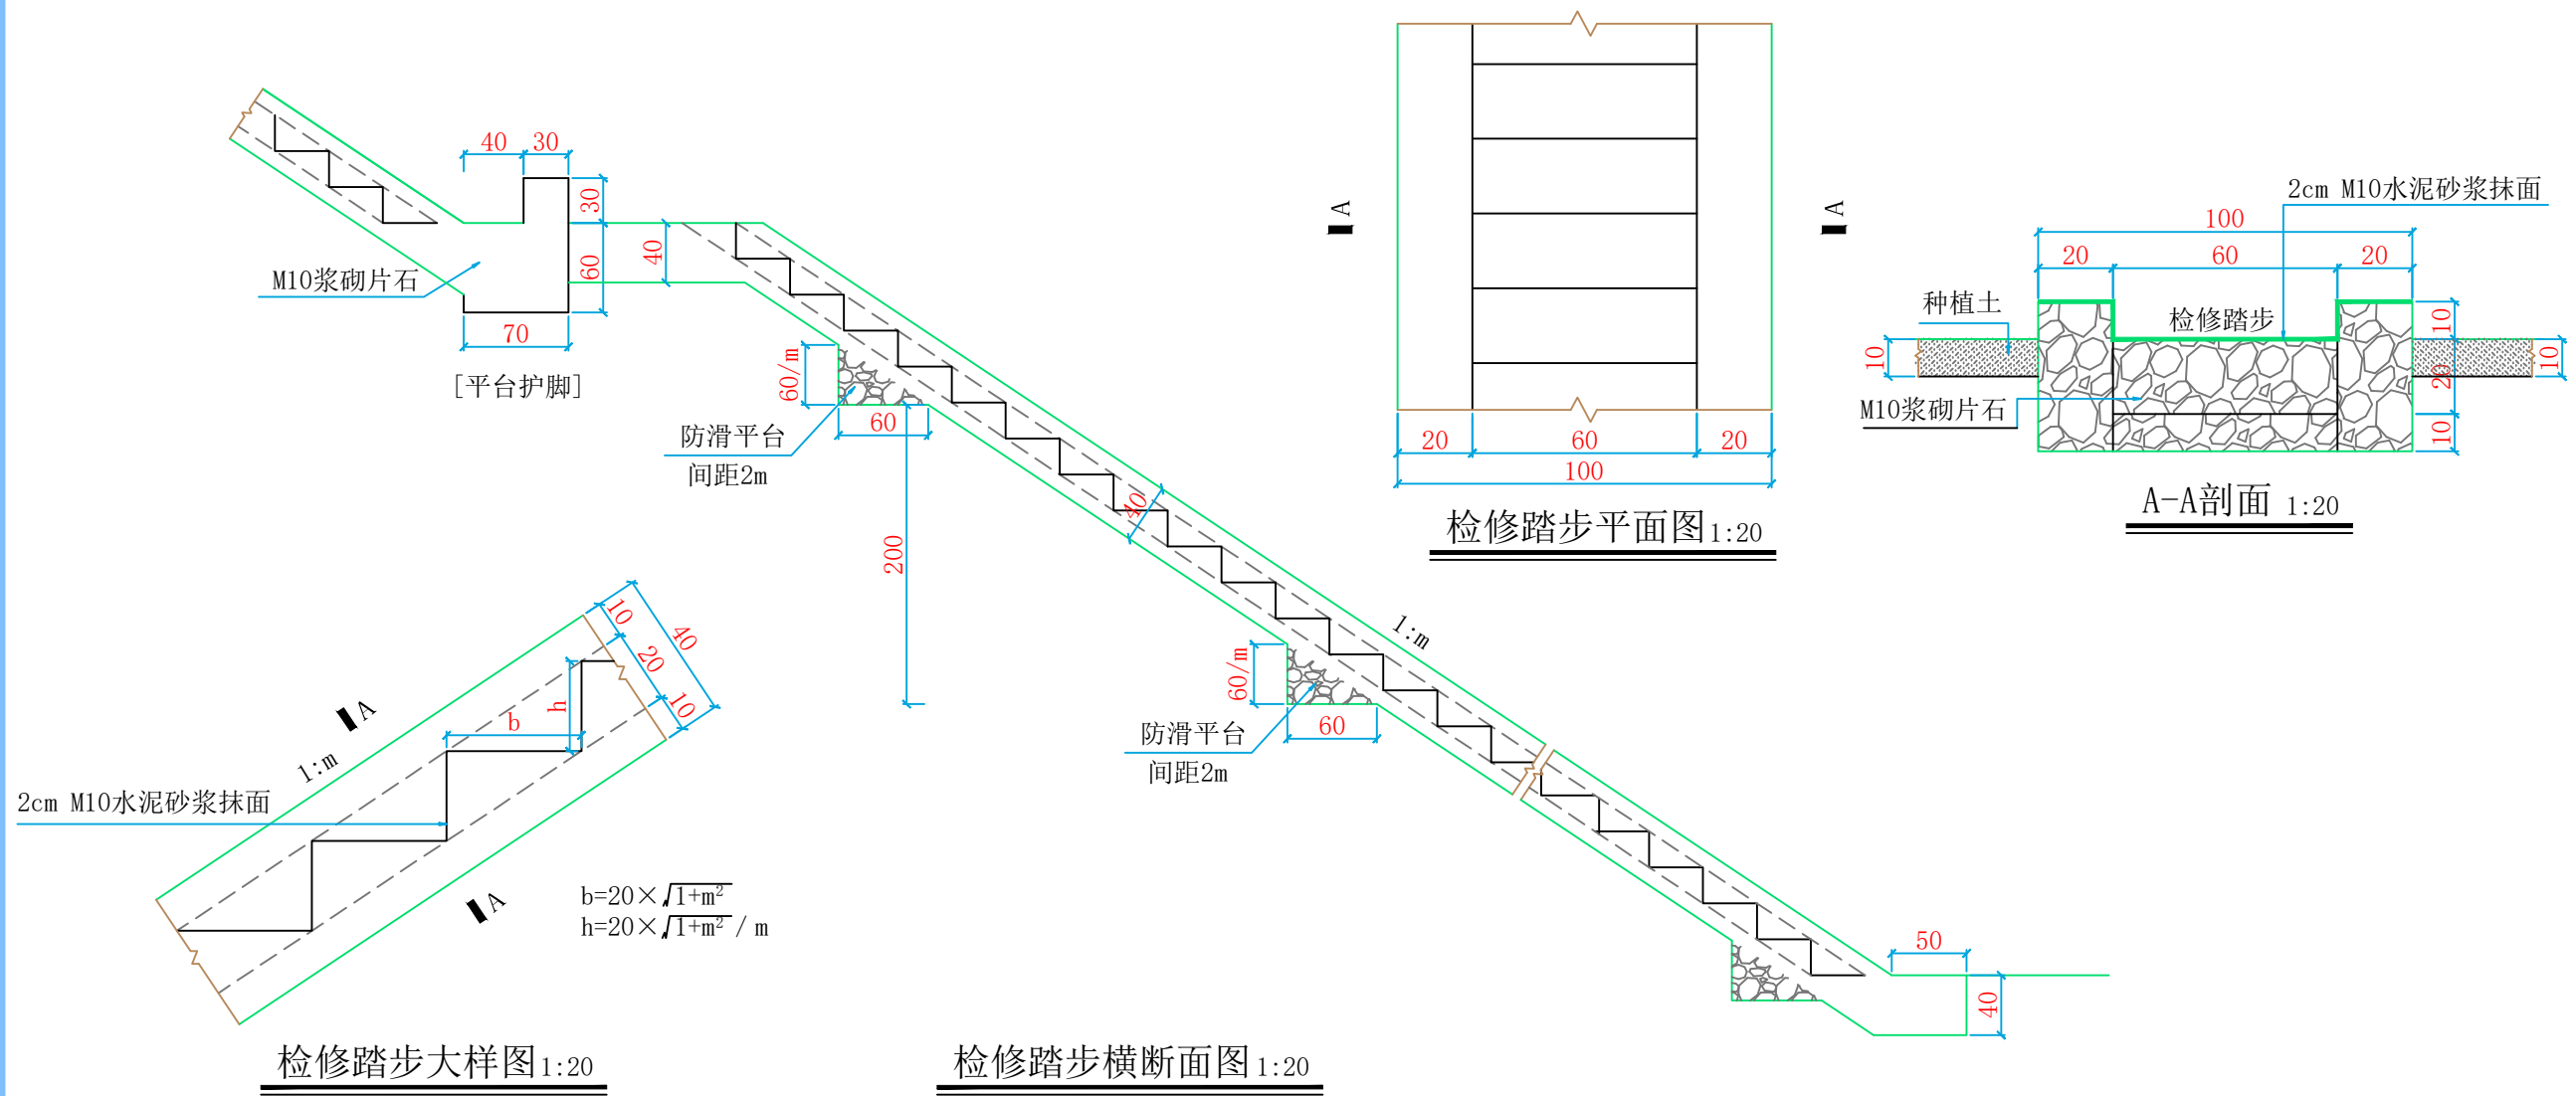 40 30
30
60
40
M10浆砌片石
70
[平台护脚]
60/m
60
防滑平台
间距2m
200
40
1:m
60/m
60
防滑平台
间距2m
50
40
检修踏步横断面图 1:20
A A
20 60 20
100
检修踏步平面图 1:20
2cm M10水泥砂浆抹面
100
20 60 20
种植土
检修踏步
10
10
20
10
10
M10浆砌片石
A-A剖面 1:20
10
20
10
40
h
b
A
1:m
2cm M10水泥砂浆抹面
A
b=20×√1+m²
h=20×√1+m² / m
检修踏步大样图 1:20